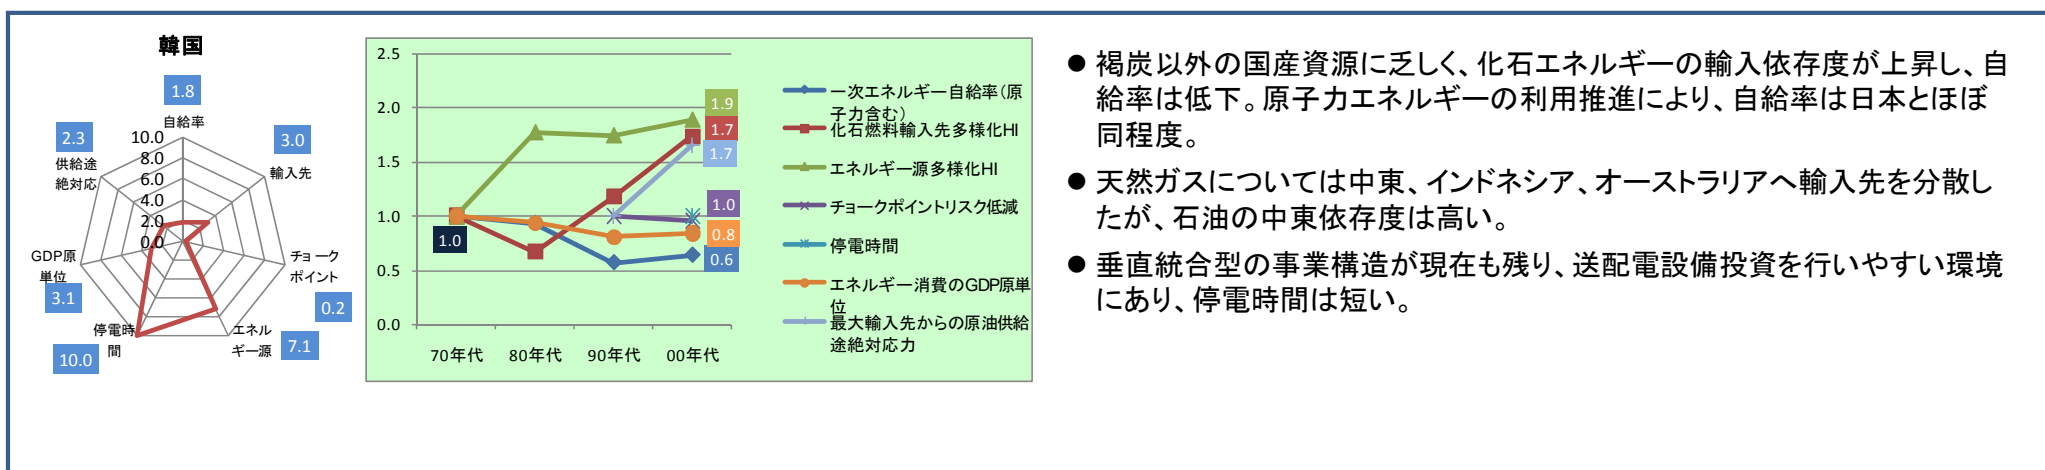 韓国
1.8
自給率
2.3
供給途
絶対応
3.0
輸入先
10.0
8.0
6.0
4.0
2.0
0.0
GDP原
単位
3.1
チョーク
ポイント
0.2
停電時
間
10.0
エネル
ギー源
7.1
2.5
2.0
1.5
1.0
0.5
0.0
70年代 80年代 90年代 00年代
1.0
1.9
1.7
1.7
1.0
0.8
0.6
一次エネルギー自給率(原
子力含む)
化石燃料輸入先多様化HI
エネルギー源多様化HI
チョークポイントリスク低減
停電時間
エネルギー消費のGDP原単
位
最大輸入先からの原油供給
途絶対応力
● 褐炭以外の国産資源に乏しく、化石エネルギーの輸入依存度が上昇し、自
給率は低下。原子力エネルギーの利用推進により、自給率は日本とほぼ
同程度。
● 天然ガスについては中東、インドネシア、オーストラリアへ輸入先を分散し
たが、石油の中東依存度は高い。
● 垂直統合型の事業構造が現在も残り、送配電設備投資を行いやすい環境
にあり、停電時間は短い。